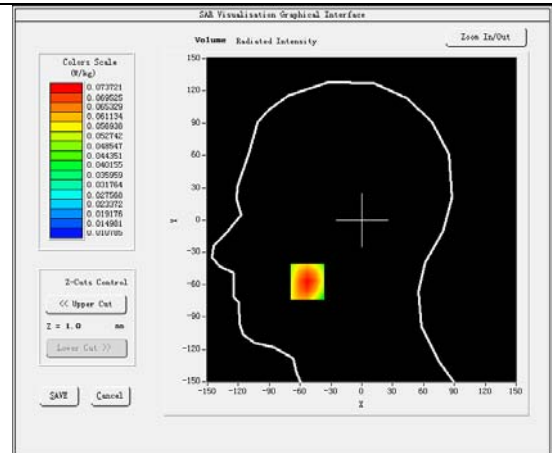 SAR Visualisation Graphical Interface
Volume Radiated Intensity
Zoom In/Out
Colors Scale
(W/kg)
0.073721
0.069525
0.065329
0.061134
0.056938
0.052742
0.048547
0.044351
0.040155
0.035959
0.031764
0.027568
0.023372
0.019176
0.014981
0.010785
Z-Cuts Control
<< Upper Cut
Z = 1.0 mm
Lower Cut >>
SAVE Cancel
150
120
90
60
30
0
-30
-60
-90
-120
-150
Y
-150 -120 -90 -60 -30 0 30 60 90 120 150
X